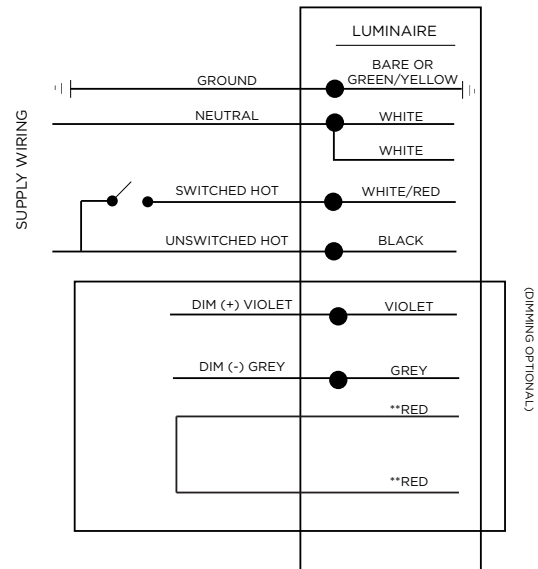 LUMINAIRE
BARE OR
GROUND
GREEN/YELLOW
NEUTRAL
WHITE
WHITE
SUPPLY WIRING
SWITCHED HOT
WHITE/RED
UNSWITCHED HOT
BLACK
DIM (+) VIOLET
VIOLET
(DIMMING OPTIONAL)
DIM (-) GREY
GREY
**RED
**RED